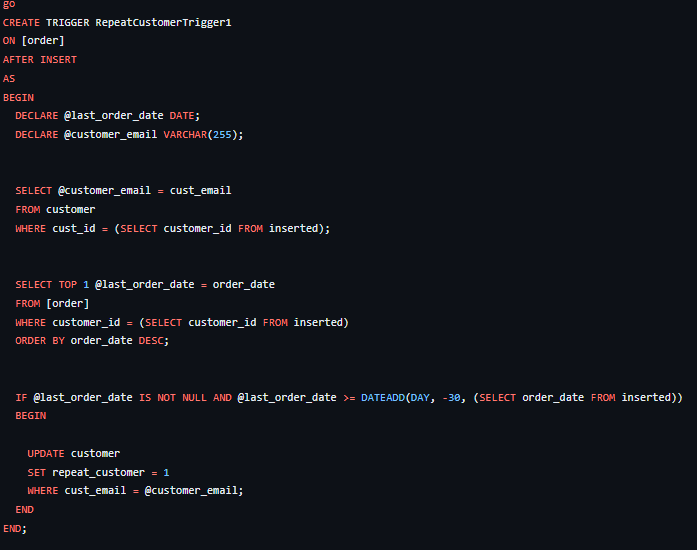 go
CREATE TRIGGER RepeatCustomerTrigger1
ON [order]
AFTER INSERT
AS
BEGIN
DECLARE @last_order_date DATE;
DECLARE @customer_email VARCHAR(255);
SELECT @customer_email = cust_email
FROM customer
WHERE cust_id = (SELECT customer_id FROM inserted);
SELECT TOP 1 @last_order_date = order_date
FROM [order]
WHERE customer_id = (SELECT customer_id FROM inserted)
ORDER BY order_date DESC;
IF @last_order_date IS NOT NULL AND @last_order_date >= DATEADD(DAY, -30, (SELECT order_date FROM inserted))
BEGIN
UPDATE customer
SET repeat_customer = 1
WHERE cust_email = @customer_email;
END
END;